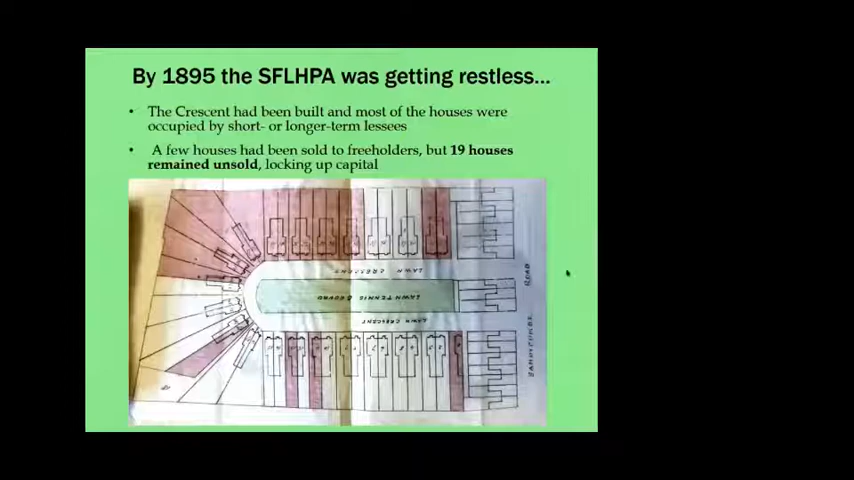 By 1895 the SFLHPA was getting restless...
• The Crescent had been built and most of the houses were
occupied by short- or longer-term lessees
• A few houses had been sold to freeholders, but 19 houses
remained unsold, locking up capital
LAWN CRESCENT
LAWN TENNIS GROUND
LAWN CRESCENT
ROAD
SANDYCOMBE